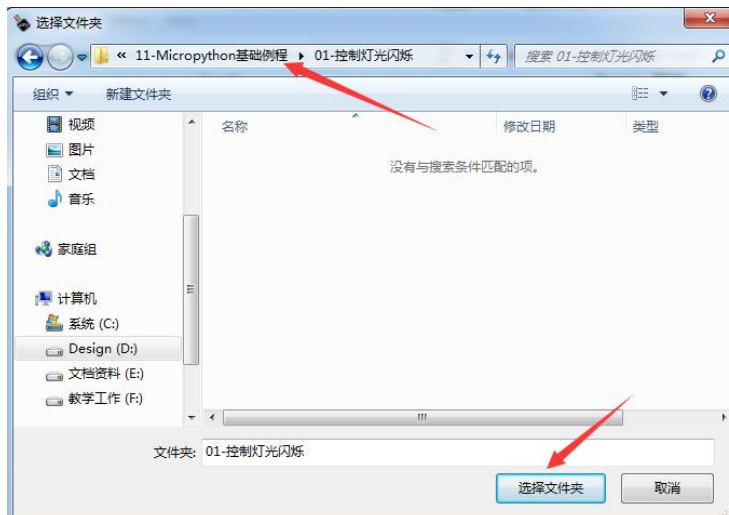 选择文件夹
« 11-Micropython基础例程 ▸ 01-控制灯光闪烁
搜索 01-控制灯光闪烁
组织 新建文件夹
名称 修改日期 类型
没有与搜索条件匹配的项。
视频
图片
文档
音乐
家庭组
计算机
系统 (C:)
Design (D:)
文档资料 (E:)
教学工作 (F:)
文件夹: 01-控制灯光闪烁
选择文件夹 取消